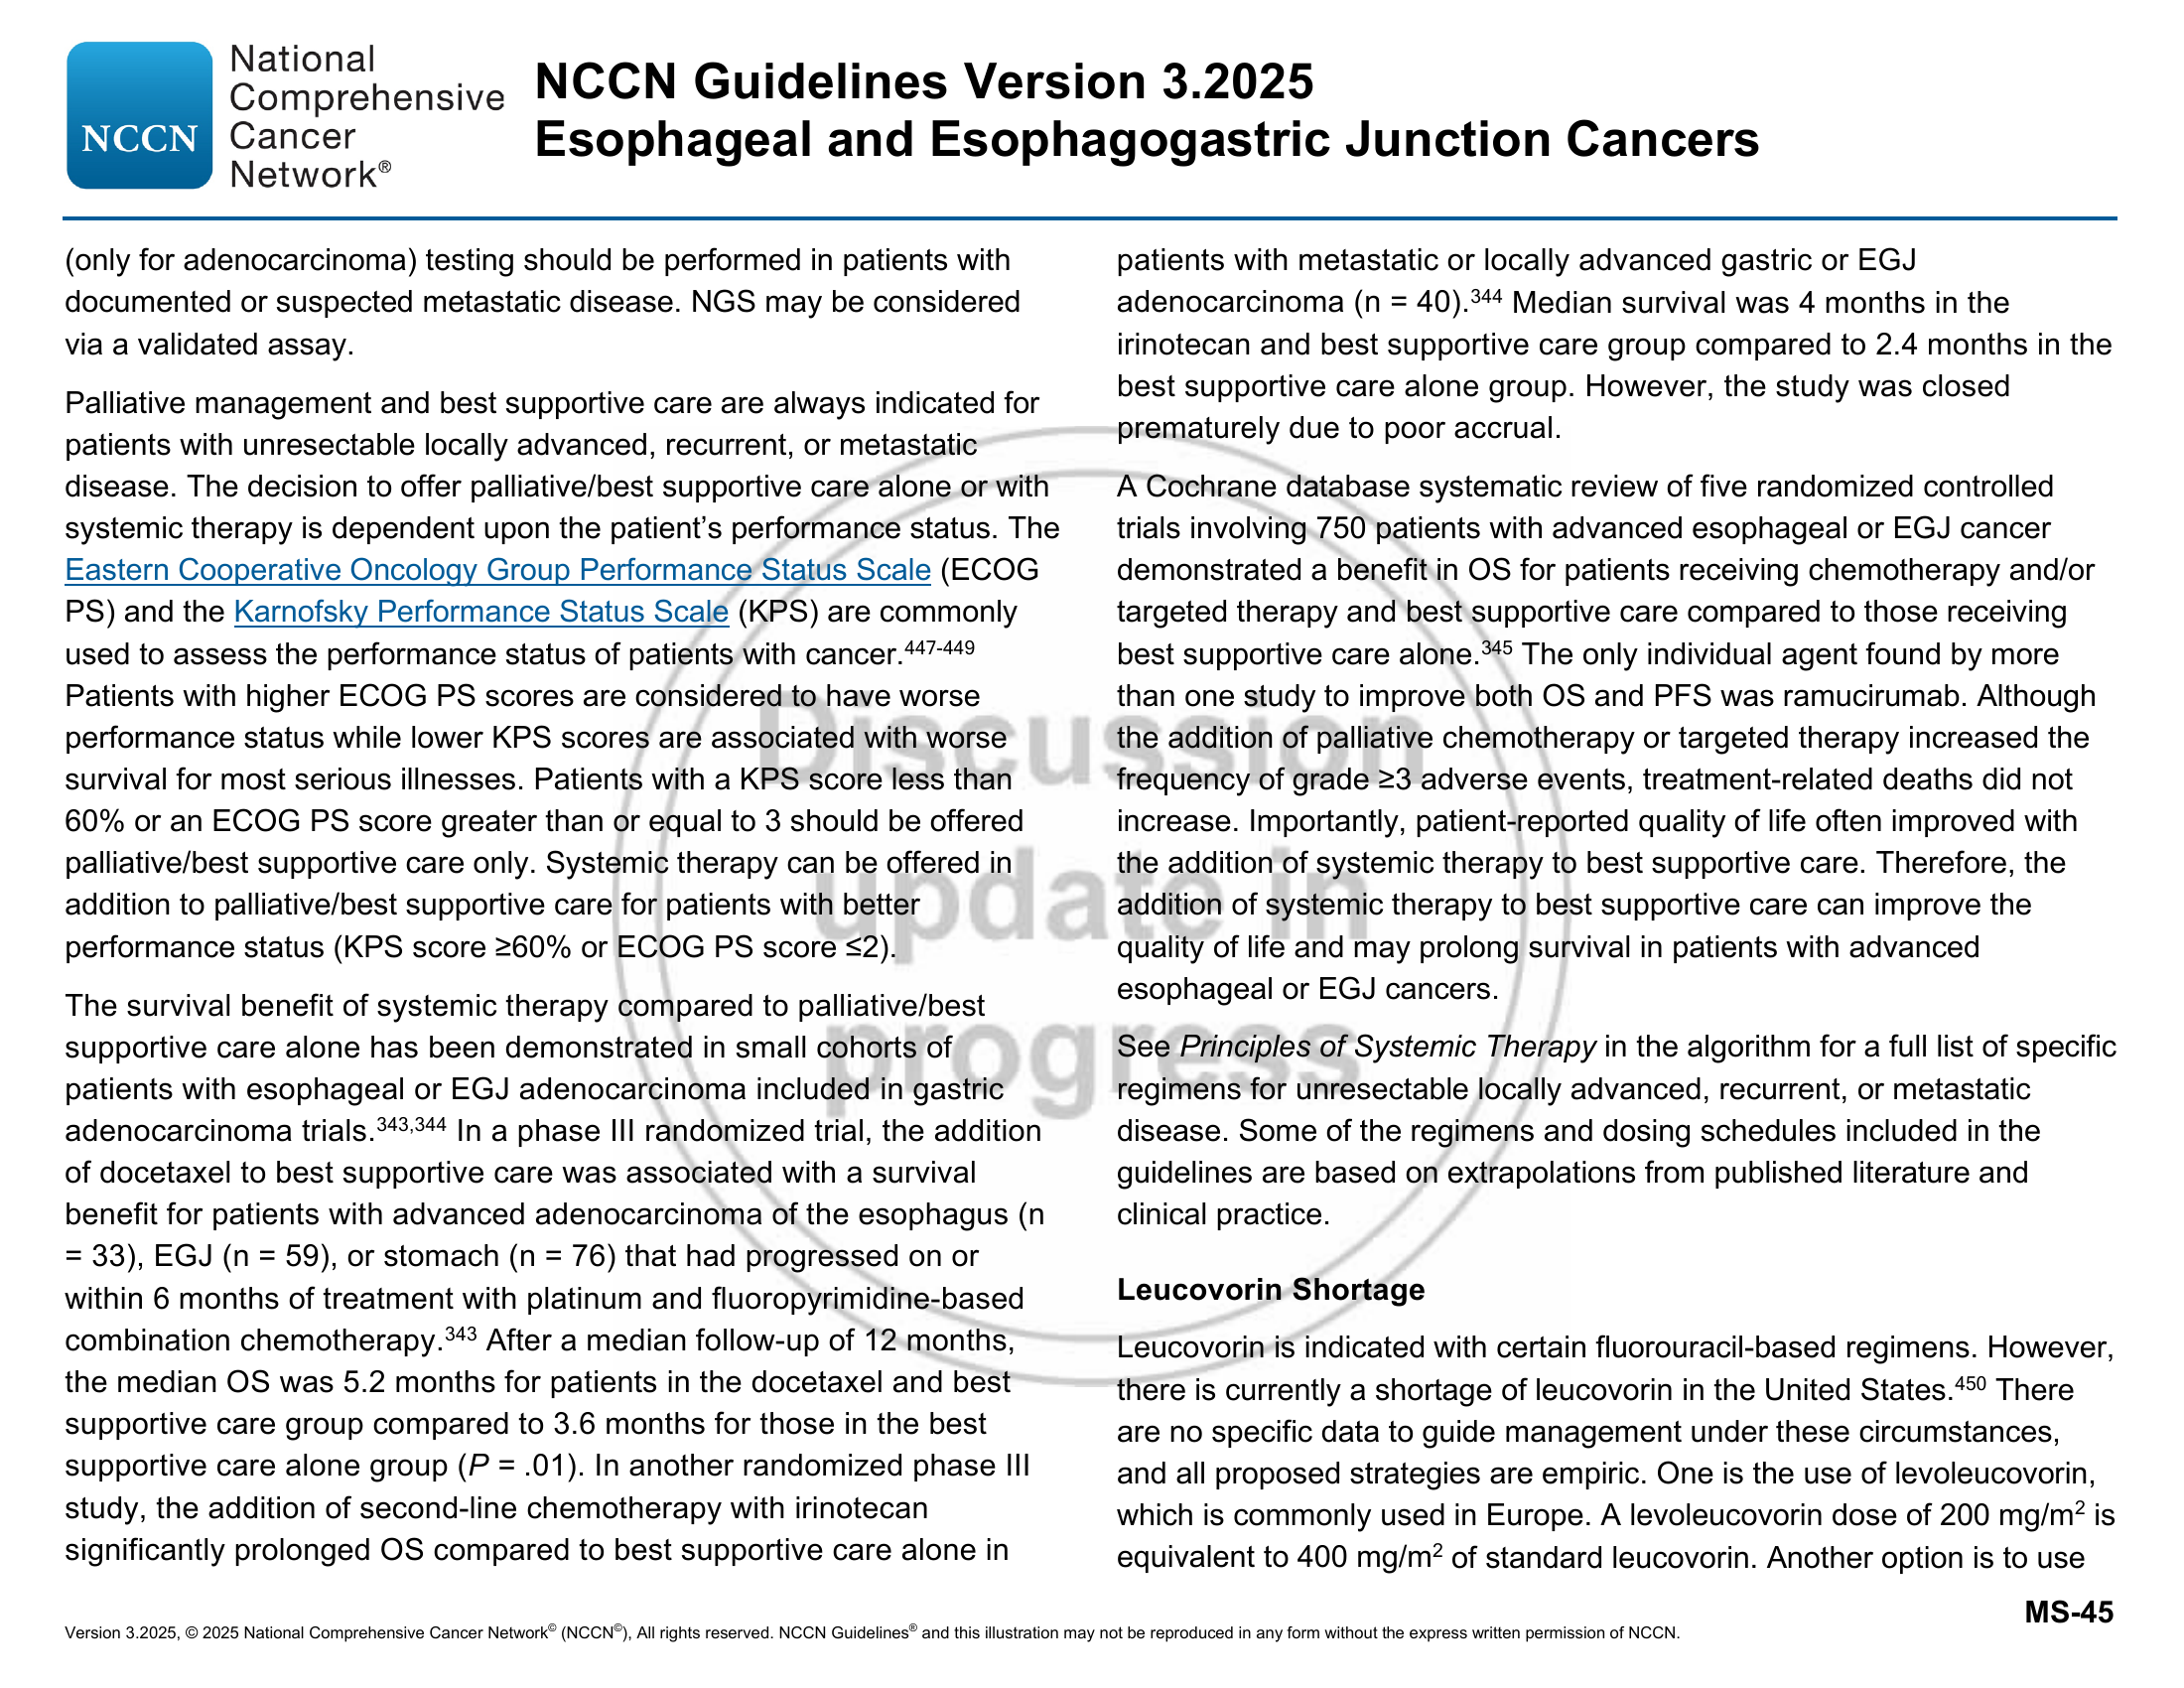 NCCN
National
Comprehensive
Cancer
Network®
NCCN Guidelines Version 3.2025
Esophageal and Esophagogastric Junction Cancers
(only for adenocarcinoma) testing should be performed in patients with
documented or suspected metastatic disease. NGS may be considered
via a validated assay.
Palliative management and best supportive care are always indicated for
patients with unresectable locally advanced, recurrent, or metastatic
disease. The decision to offer palliative/best supportive care alone or with
systemic therapy is dependent upon the patient’s performance status. The
Eastern Cooperative Oncology Group Performance Status Scale (ECOG
PS) and the Karnofsky Performance Status Scale (KPS) are commonly
used to assess the performance status of patients with cancer.447-449
Patients with higher ECOG PS scores are considered to have worse
performance status while lower KPS scores are associated with worse
survival for most serious illnesses. Patients with a KPS score less than
60% or an ECOG PS score greater than or equal to 3 should be offered
palliative/best supportive care only. Systemic therapy can be offered in
addition to palliative/best supportive care for patients with better
performance status (KPS score ≥60% or ECOG PS score ≤2).
The survival benefit of systemic therapy compared to palliative/best
supportive care alone has been demonstrated in small cohorts of
patients with esophageal or EGJ adenocarcinoma included in gastric
adenocarcinoma trials.343,344 In a phase III randomized trial, the addition
of docetaxel to best supportive care was associated with a survival
benefit for patients with advanced adenocarcinoma of the esophagus (n
= 33), EGJ (n = 59), or stomach (n = 76) that had progressed on or
within 6 months of treatment with platinum and fluoropyrimidine-based
combination chemotherapy.343 After a median follow-up of 12 months,
the median OS was 5.2 months for patients in the docetaxel and best
supportive care group compared to 3.6 months for those in the best
supportive care alone group (P = .01). In another randomized phase III
study, the addition of second-line chemotherapy with irinotecan
significantly prolonged OS compared to best supportive care alone in
patients with metastatic or locally advanced gastric or EGJ
adenocarcinoma (n = 40).344 Median survival was 4 months in the
irinotecan and best supportive care group compared to 2.4 months in the
best supportive care alone group. However, the study was closed
prematurely due to poor accrual.
A Cochrane database systematic review of five randomized controlled
trials involving 750 patients with advanced esophageal or EGJ cancer
demonstrated a benefit in OS for patients receiving chemotherapy and/or
targeted therapy and best supportive care compared to those receiving
best supportive care alone.345 The only individual agent found by more
than one study to improve both OS and PFS was ramucirumab. Although
the addition of palliative chemotherapy or targeted therapy increased the
frequency of grade ≥3 adverse events, treatment-related deaths did not
increase. Importantly, patient-reported quality of life often improved with
the addition of systemic therapy to best supportive care. Therefore, the
addition of systemic therapy to best supportive care can improve the
quality of life and may prolong survival in patients with advanced
esophageal or EGJ cancers.
See Principles of Systemic Therapy in the algorithm for a full list of specific
regimens for unresectable locally advanced, recurrent, or metastatic
disease. Some of the regimens and dosing schedules included in the
guidelines are based on extrapolations from published literature and
clinical practice.
Leucovorin Shortage
Leucovorin is indicated with certain fluorouracil-based regimens. However,
there is currently a shortage of leucovorin in the United States.450 There
are no specific data to guide management under these circumstances,
and all proposed strategies are empiric. One is the use of levoleucovorin,
which is commonly used in Europe. A levoleucovorin dose of 200 mg/m2 is
equivalent to 400 mg/m2 of standard leucovorin. Another option is to use
Discussion
update in
progress
MS-45
Version 3.2025, © 2025 National Comprehensive Cancer Network© (NCCN©), All rights reserved. NCCN Guidelines® and this illustration may not be reproduced in any form without the express written permission of NCCN.